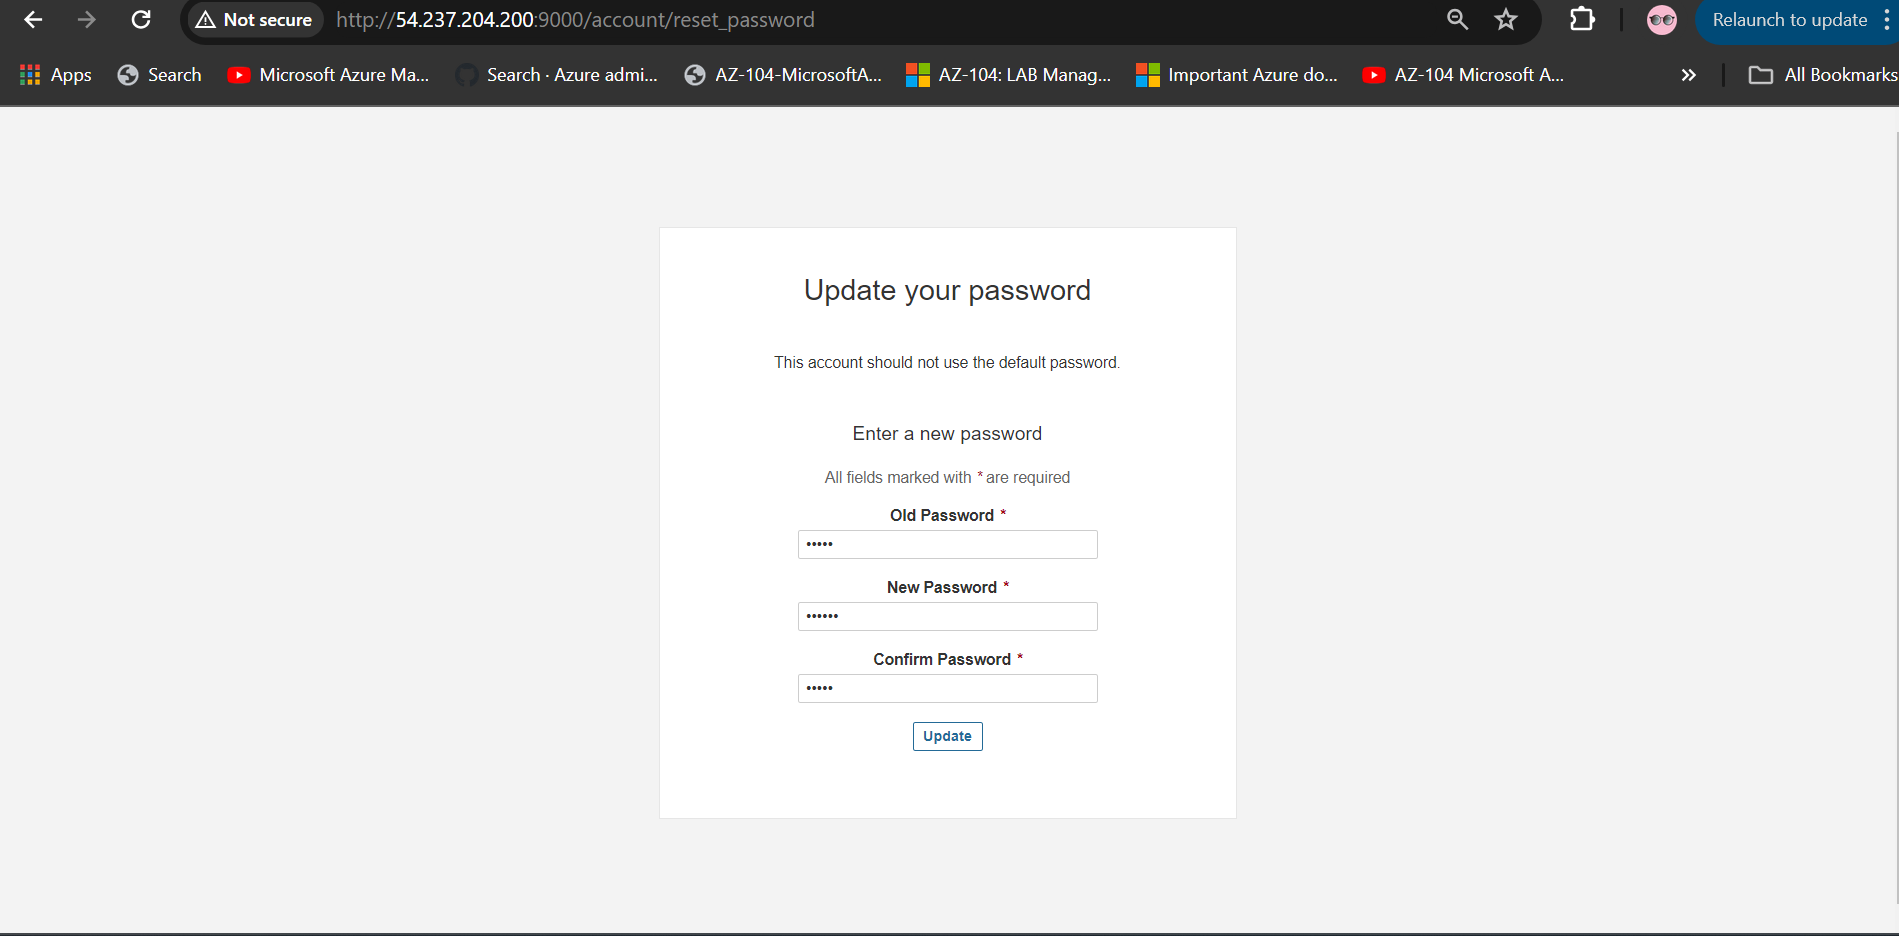 Not secure http://54.237.204.200:9000/account/reset_password Relaunch to update
Apps Search Microsoft Azure Ma... Search · Azure admi... AZ-104-MicrosoftA... AZ-104: LAB Manag... Important Azure do... AZ-104 Microsoft A... » All Bookmarks
Update your password
This account should not use the default password.
Enter a new password
All fields marked with * are required
Old Password *
•••••
New Password *
••••••
Confirm Password *
•••••
Update